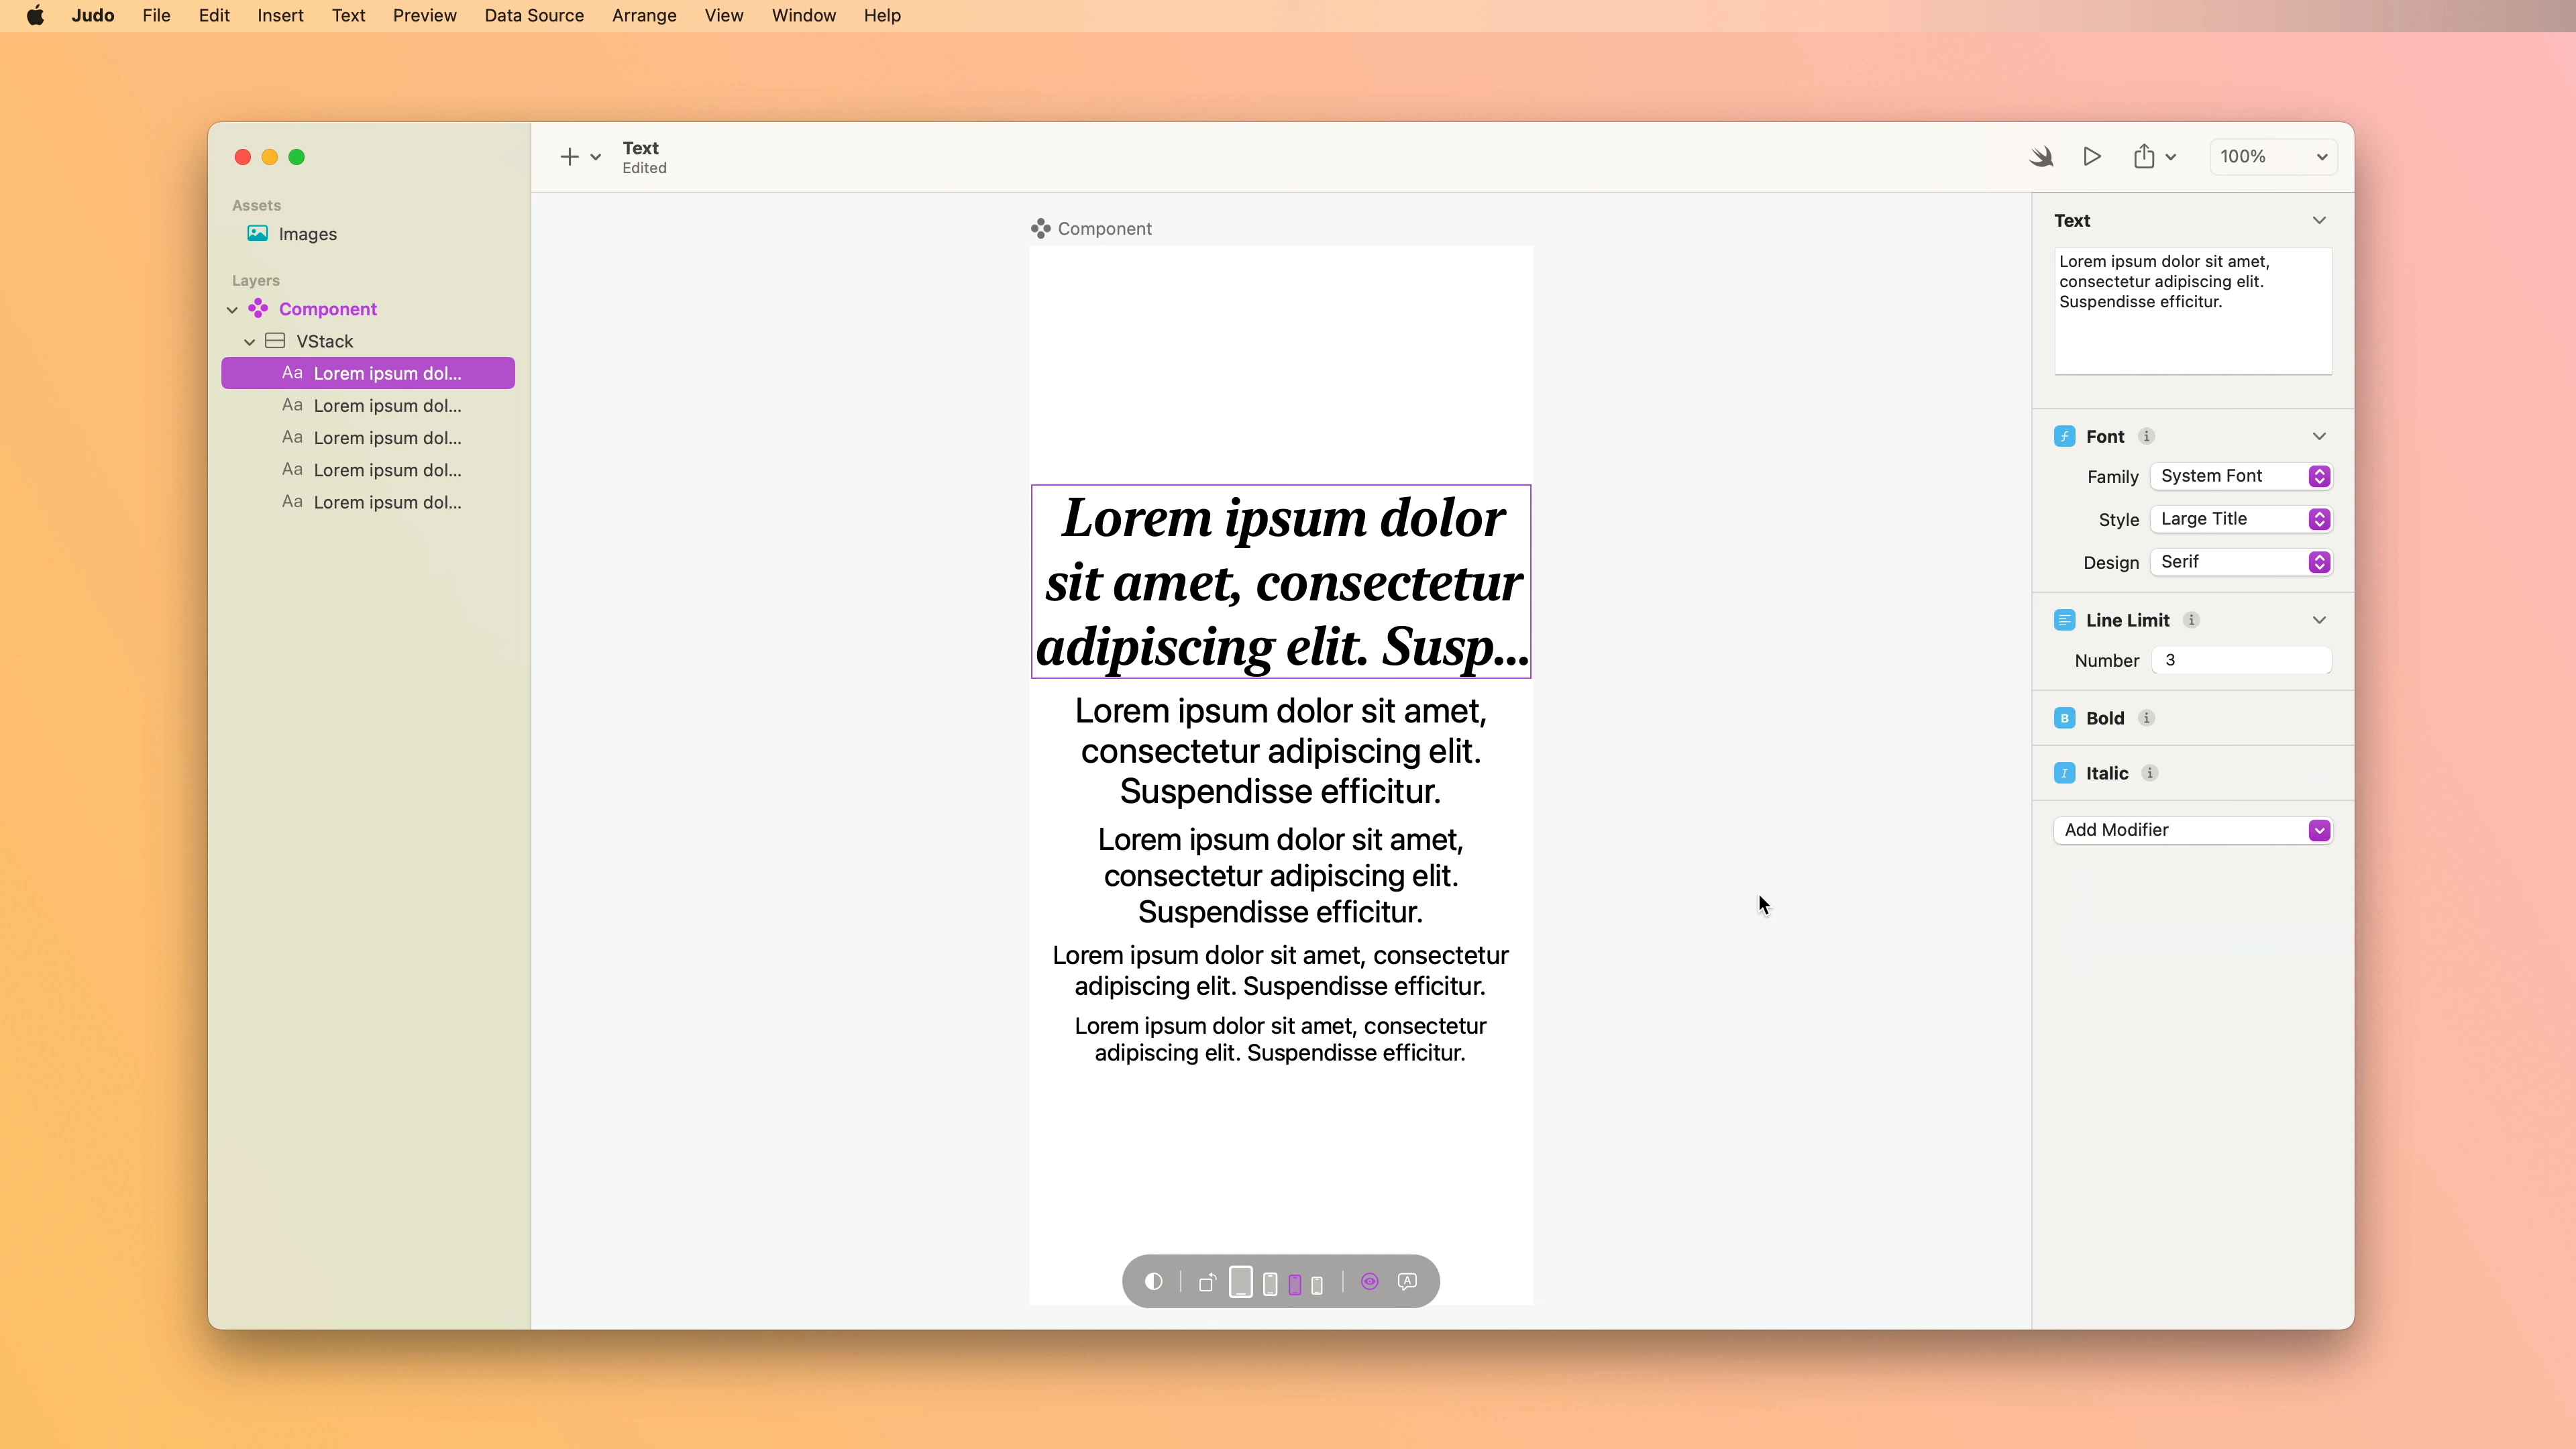 Judo File Edit Insert Text Preview Data Source Arrange View Window Help
Text
Edited
100%
Assets
Images
Layers
Component
VStack
Aa Lorem ipsum dol...
Aa Lorem ipsum dol...
Aa Lorem ipsum dol...
Aa Lorem ipsum dol...
Aa Lorem ipsum dol...
Component
Lorem ipsum dolor
sit amet, consectetur
adipiscing elit. Susp...
Lorem ipsum dolor sit amet,
consectetur adipiscing elit.
Suspendisse efficitur.
Lorem ipsum dolor sit amet,
consectetur adipiscing elit.
Suspendisse efficitur.
Lorem ipsum dolor sit amet, consectetur
adipiscing elit. Suspendisse efficitur.
Lorem ipsum dolor sit amet, consectetur
adipiscing elit. Suspendisse efficitur.
A
Text
Lorem ipsum dolor sit amet,
consectetur adipiscing elit.
Suspendisse efficitur.
f Font i
Family System Font
Style Large Title
Design Serif
Line Limit i
Number 3
B Bold i
I Italic i
Add Modifier